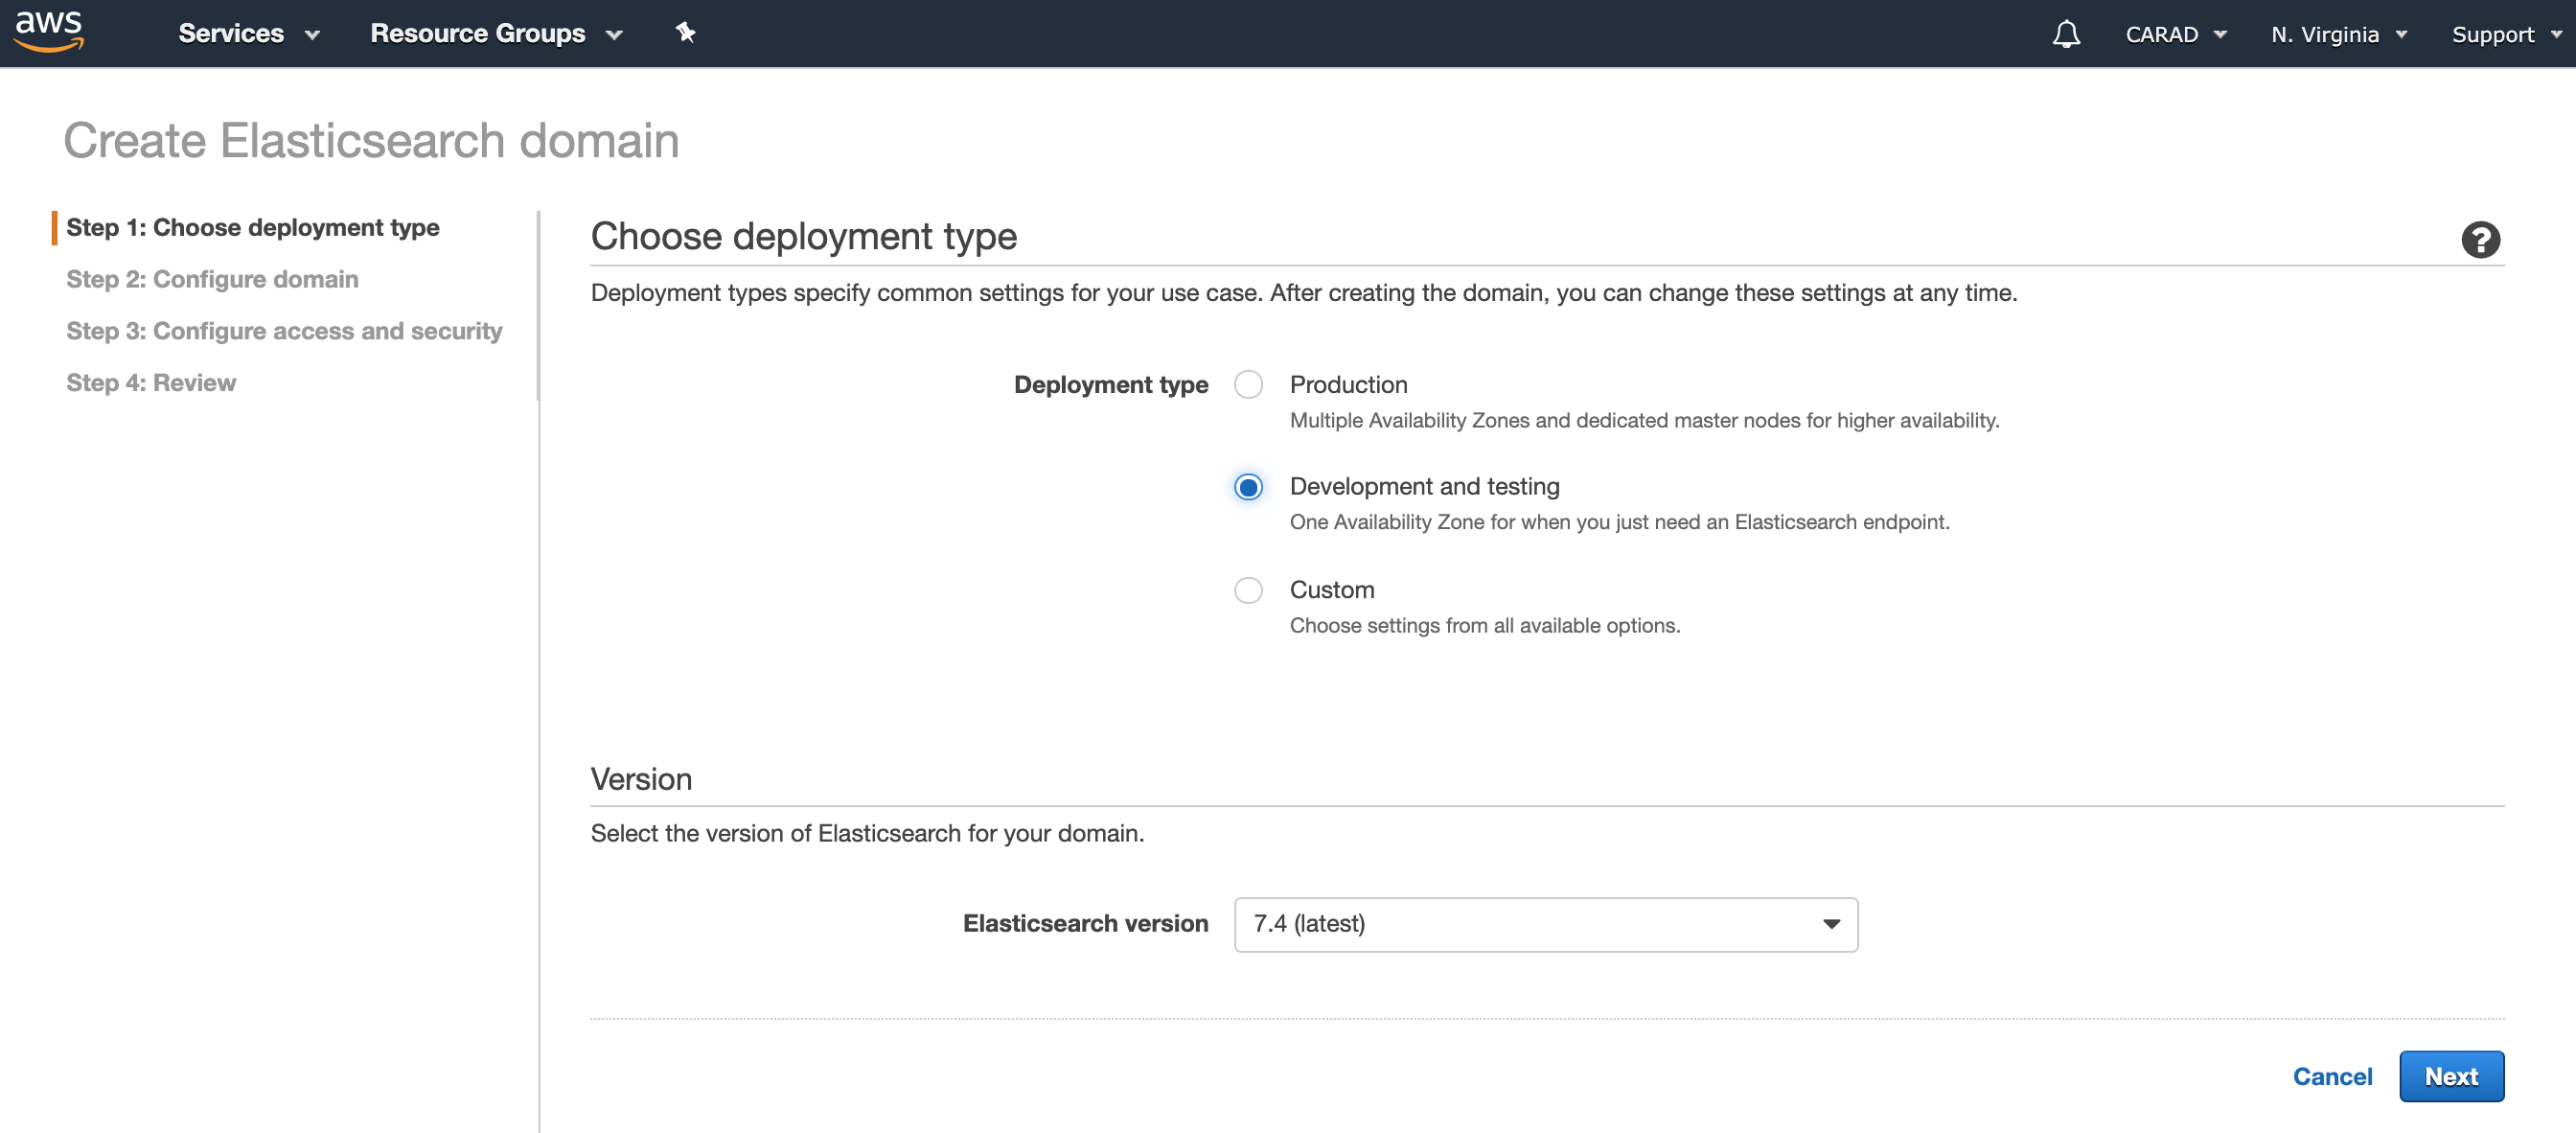 aws Services Resource Groups CARAD N. Virginia Support
Create Elasticsearch domain
Step 1: Choose deployment type
Step 2: Configure domain
Step 3: Configure access and security
Step 4: Review
Choose deployment type
?
Deployment types specify common settings for your use case. After creating the domain, you can change these settings at any time.
Deployment type
Production
Multiple Availability Zones and dedicated master nodes for higher availability.
Development and testing
One Availability Zone for when you just need an Elasticsearch endpoint.
Custom
Choose settings from all available options.
Version
Select the version of Elasticsearch for your domain.
Elasticsearch version 7.4 (latest)
Cancel Next